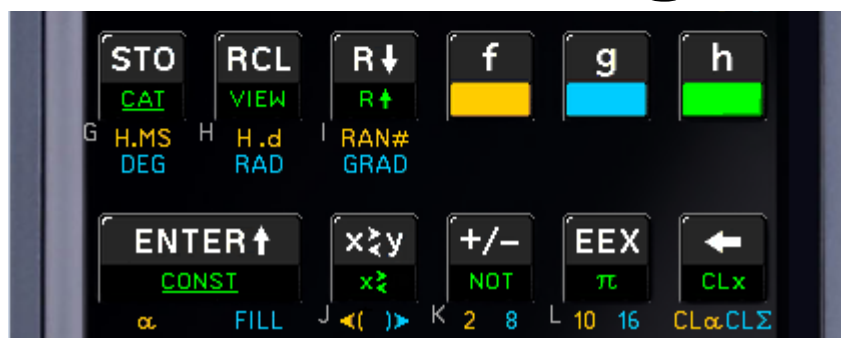 STO RCL R↓ f g h
CAT VIEW R↑
G H.MS H H.d I RAN#
DEG RAD GRAD
ENTER↑ x≷y +/− EEX ←
CONST x≷ NOT π CLx
α FILL J ◀( )▶ K 2 8 L 10 16 CLα CLΣ